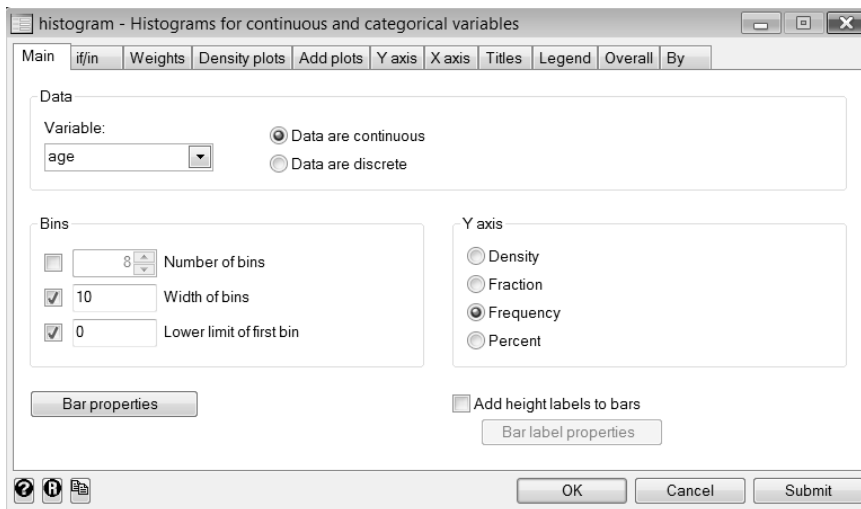 histogram - Histograms for continuous and categorical variables
Main if/in Weights Density plots Add plots Y axis X axis Titles Legend Overall By
Data
Variable:
age
Data are continuous
Data are discrete
Bins
8 Number of bins
10 Width of bins
0 Lower limit of first bin
Y axis
Density
Fraction
Frequency
Percent
Bar properties
Add height labels to bars
Bar label properties
OK Cancel Submit